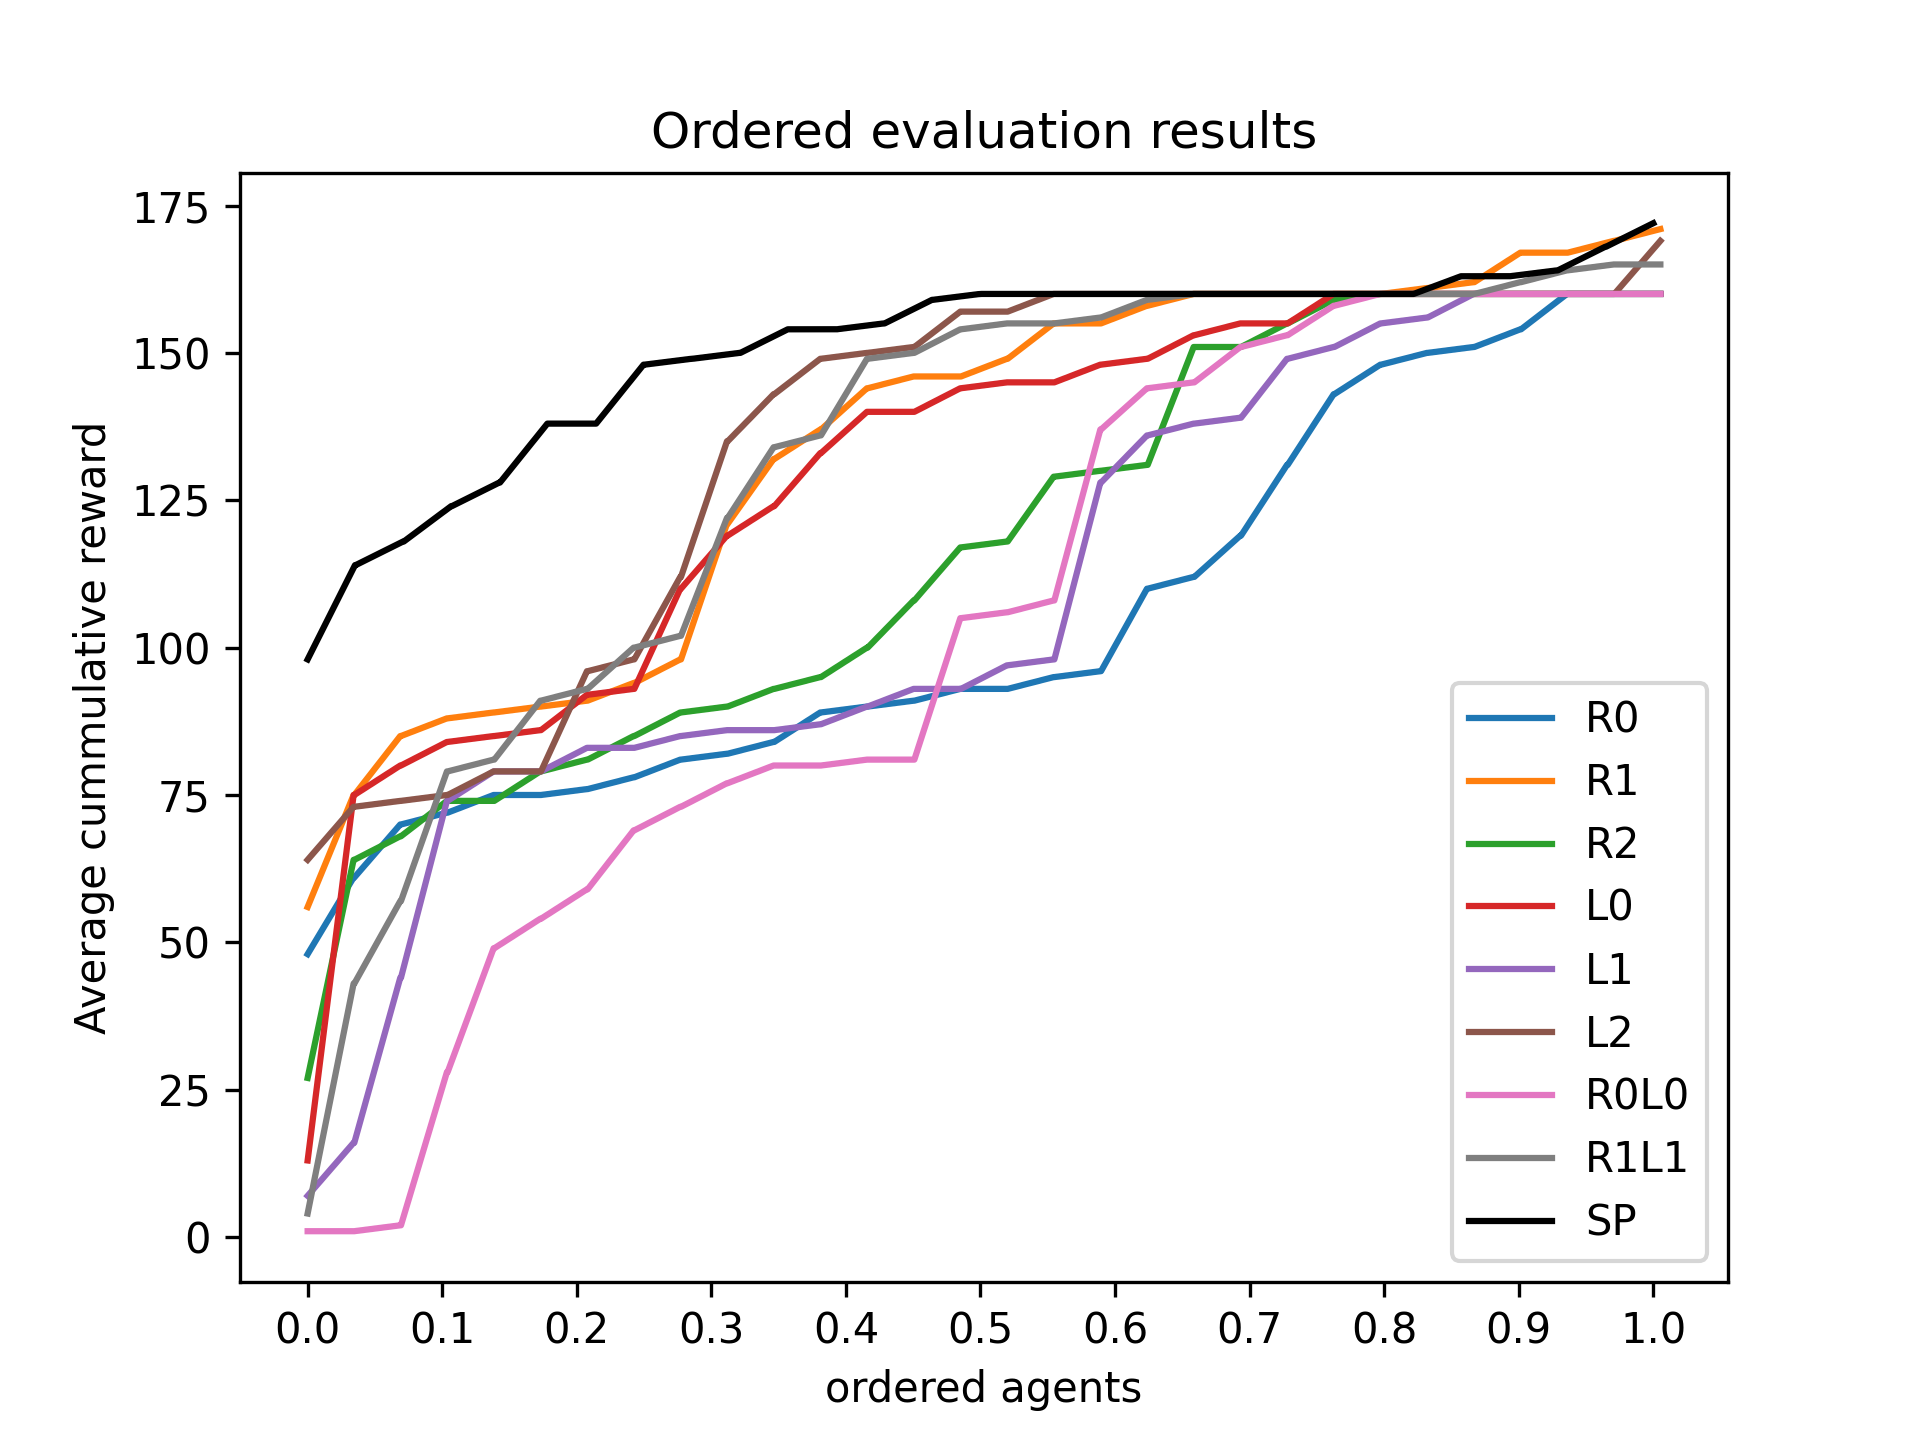 Ordered evaluation results
Average cummulative reward
175
150
125
100
75
50
25
0
0.0 0.1 0.2 0.3 0.4 0.5 0.6 0.7 0.8 0.9 1.0
ordered agents
R0
R1
R2
L0
L1
L2
R0L0
R1L1
SP